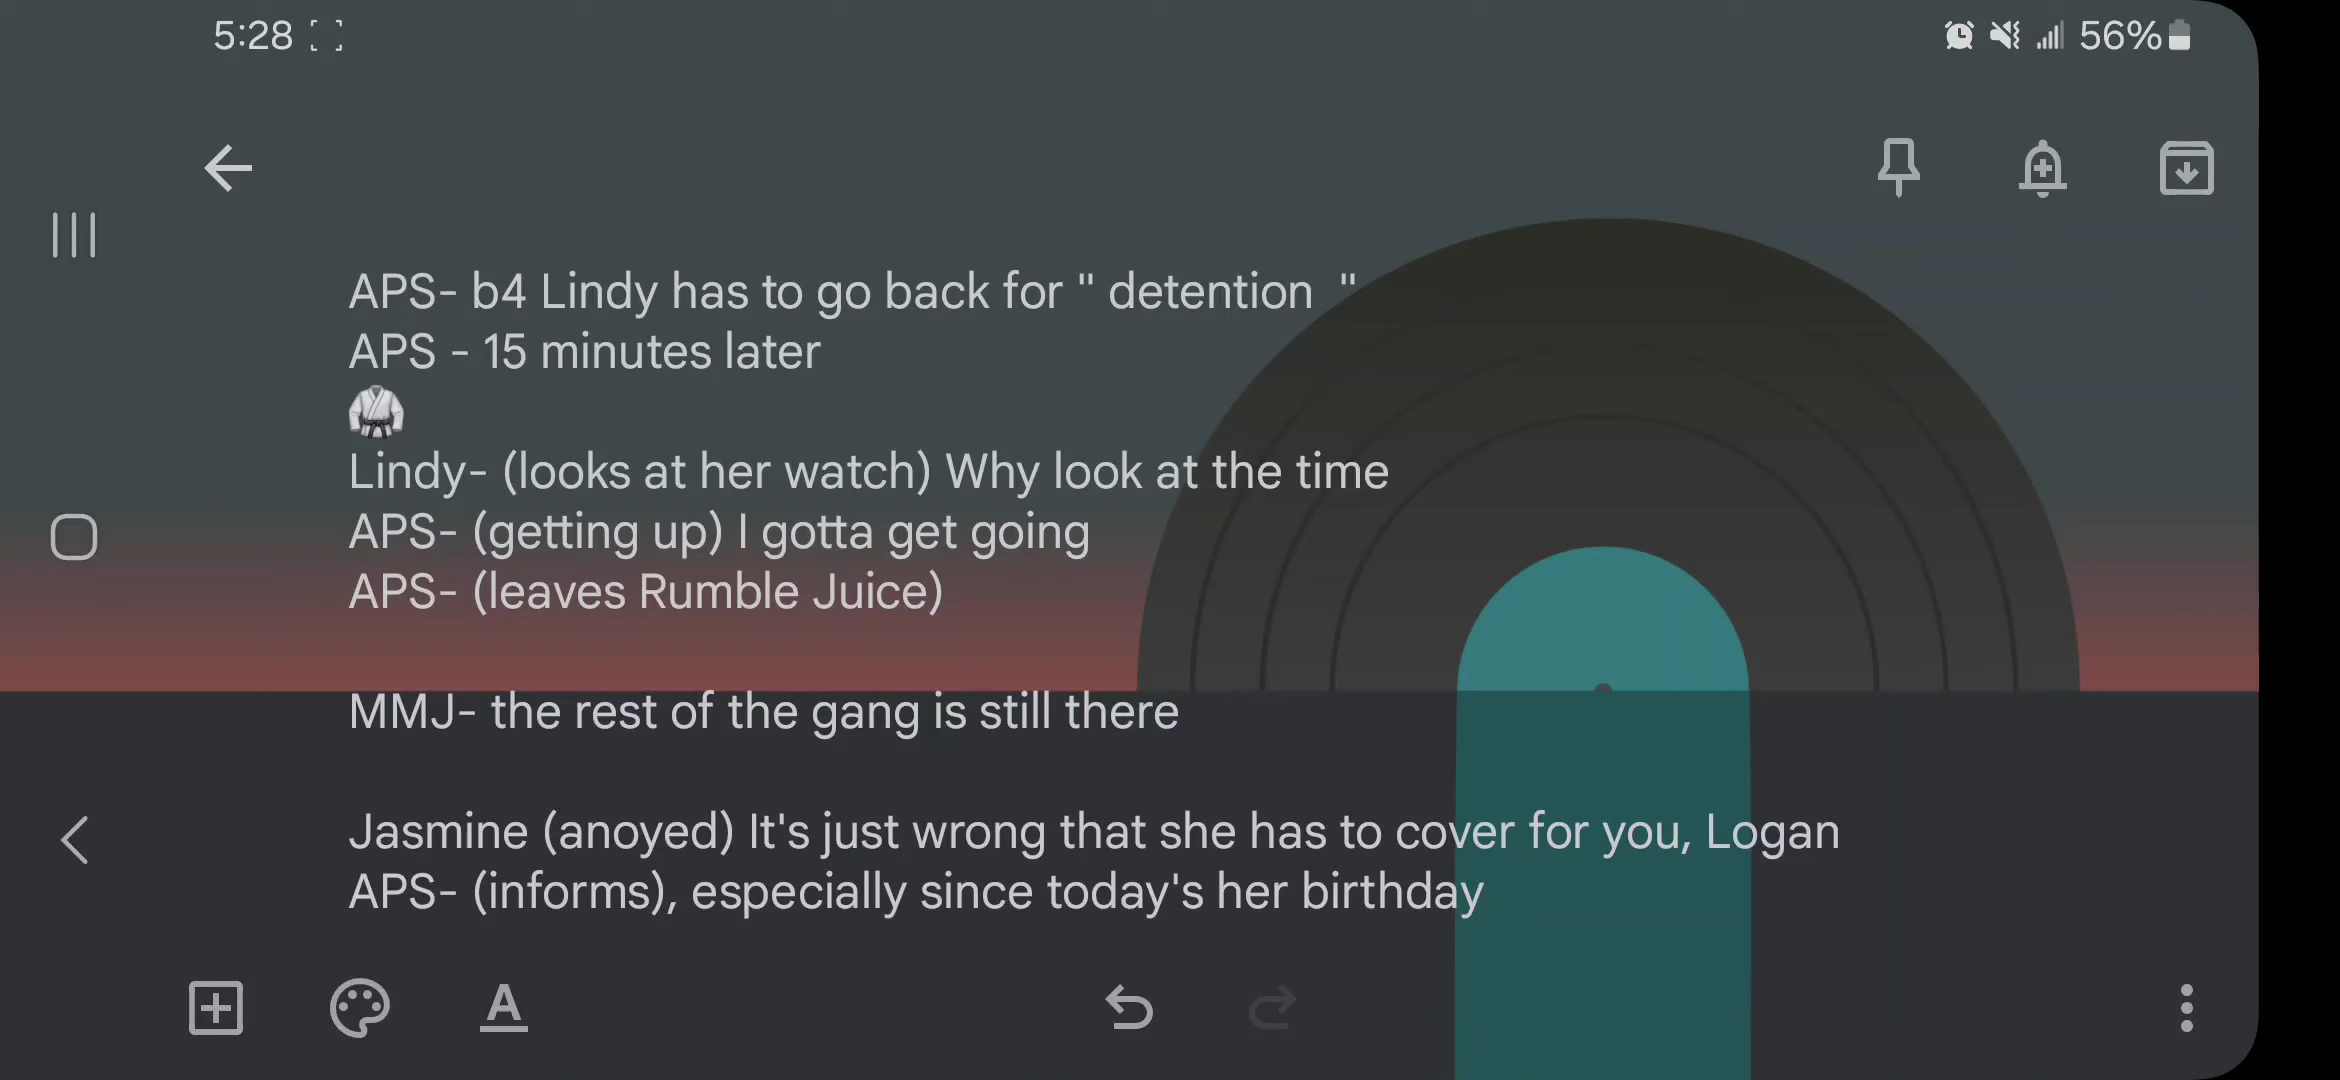 5:28 56%
APS- b4 Lindy has to go back for " detention  "
APS - 15 minutes later
🥋
Lindy- (looks at her watch) Why look at the time
APS- (getting up) I gotta get going
APS- (leaves Rumble Juice)
MMJ- the rest of the gang is still there
Jasmine (anoyed) It's just wrong that she has to cover for you, Logan
APS- (informs), especially since today's her birthday
A